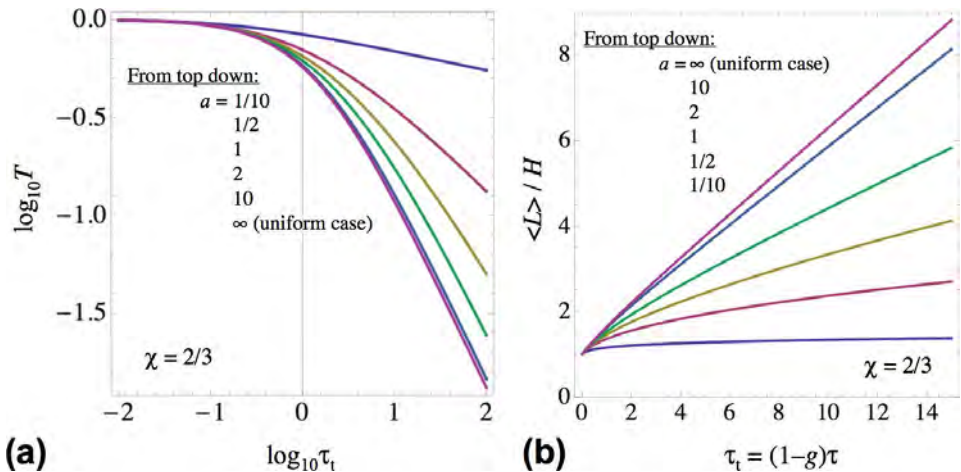 0.0
-0.5
-1.0
-1.5
log₁₀T
From top down:
a = 1/10
1/2
1
2
10
∞ (uniform case)
χ = 2/3
-2 -1 0 1 2
(a)
log₁₀τₜ
8
6
4
2
0
<L> / H
From top down:
a = ∞ (uniform case)
10
2
1
1/2
1/10
χ = 2/3
0 2 4 6 8 10 12 14
(b)
τₜ = (1–g)τ